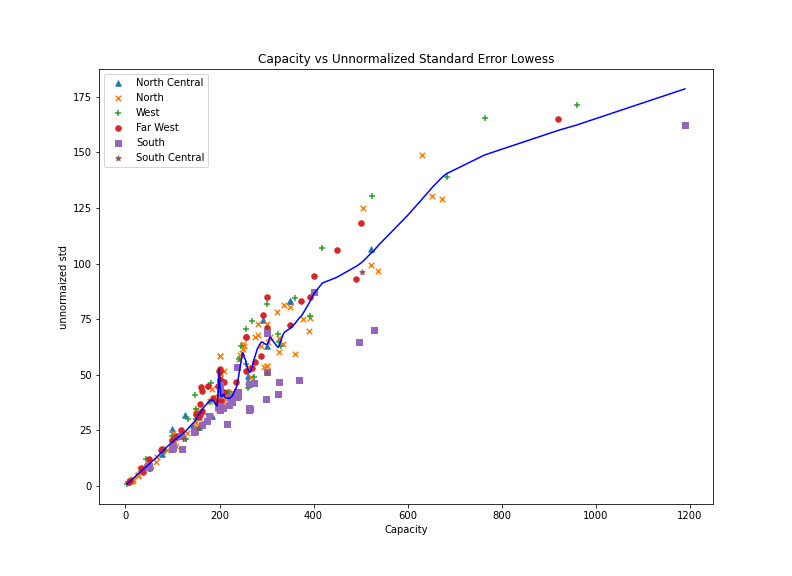 Capacity vs Unnormalized Standard Error Lowess
North Central
North
West
Far West
South
South Central
175
150
125
100
75
50
25
0
unnormaized std
0 200 400 600 800 1000 1200
Capacity